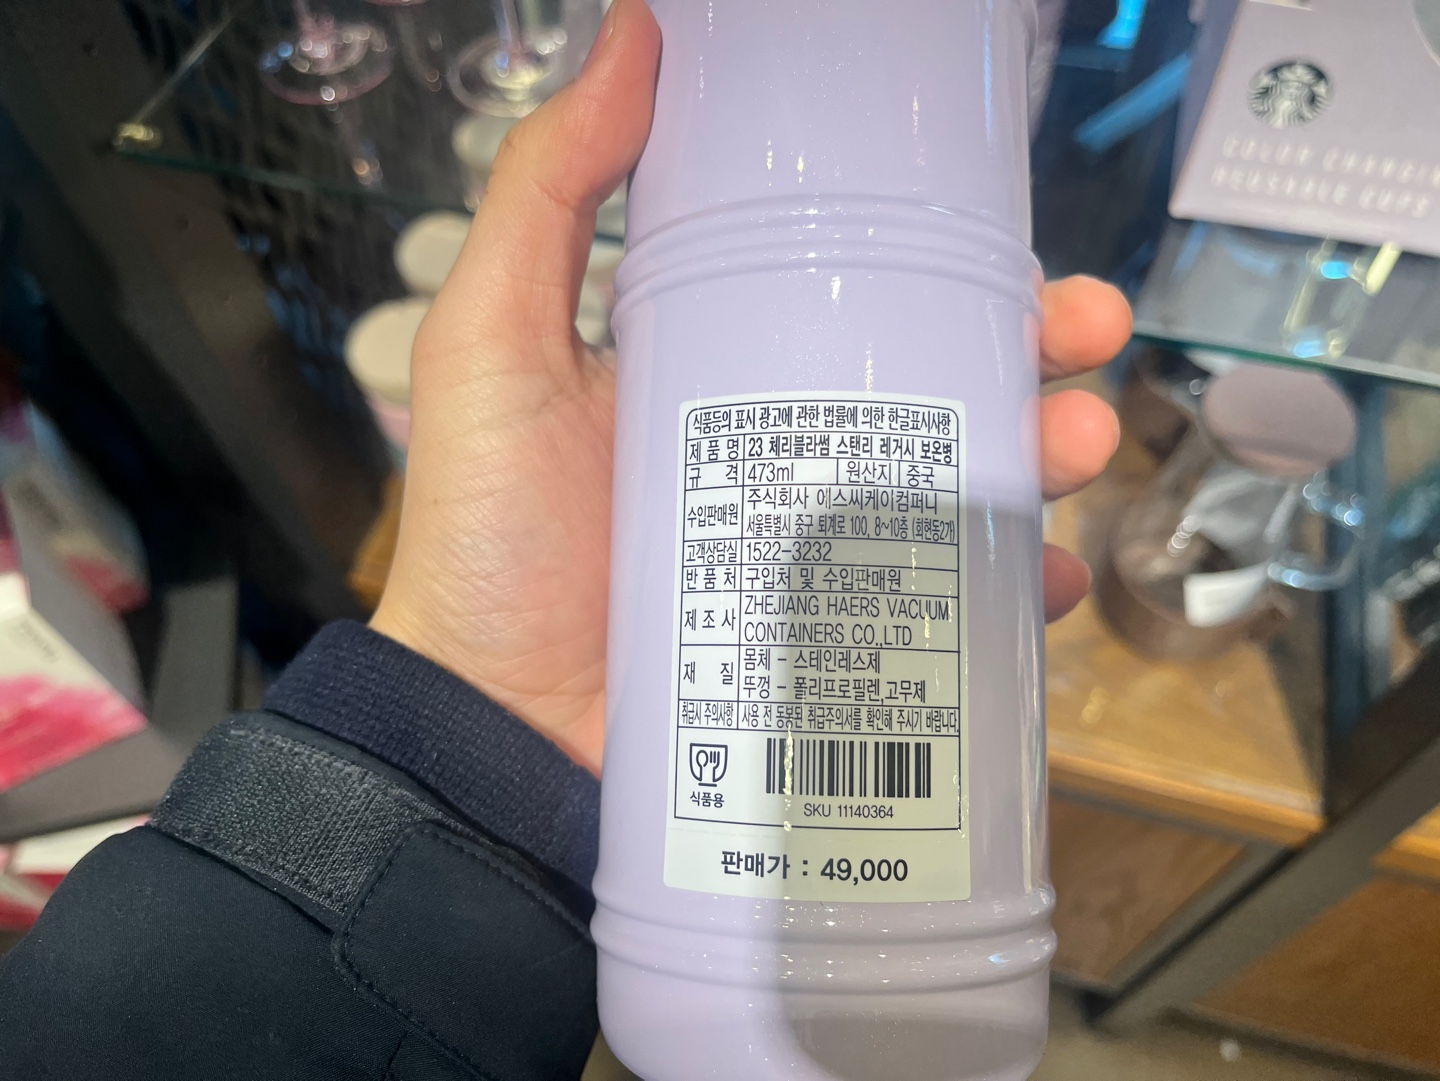 COLOR CHANGING
REUSABLE CUPS
식품등의 표시 광고에 관한 법률에 의한 한글표시사항
제 품 명 23 체리블라썸 스탠리 레거시 보온병
규 격 473ml 원산지 중국
수입판매원 주식회사 에스씨케이컴퍼니
서울특별시 중구 퇴계로 100, 8~10층 (회현동2가)
고객상담실 1522-3232
반 품 처 구입처 및 수입판매원
제 조 사 ZHEJIANG HAERS VACUUM
CONTAINERS CO.,LTD
재 질 몸체 - 스테인레스제
뚜껑 - 폴리프로필렌,고무제
취급시 주의사항 사용 전 동봉된 취급주의서를 확인해 주시기 바랍니다.
식품용
SKU 11140364
판매가 : 49,000